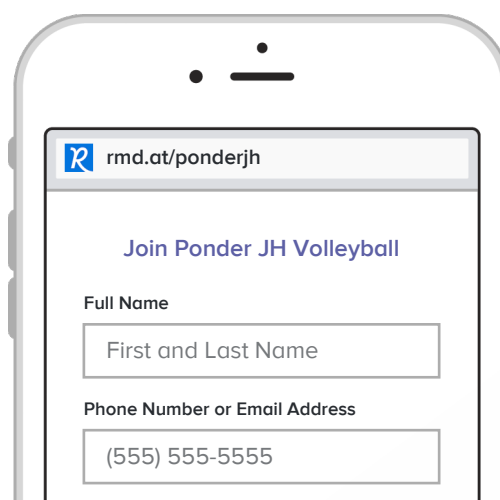 rmd.at/ponderjh
Join Ponder JH Volleyball
Full Name
First and Last Name
Phone Number or Email Address
(555) 555-5555